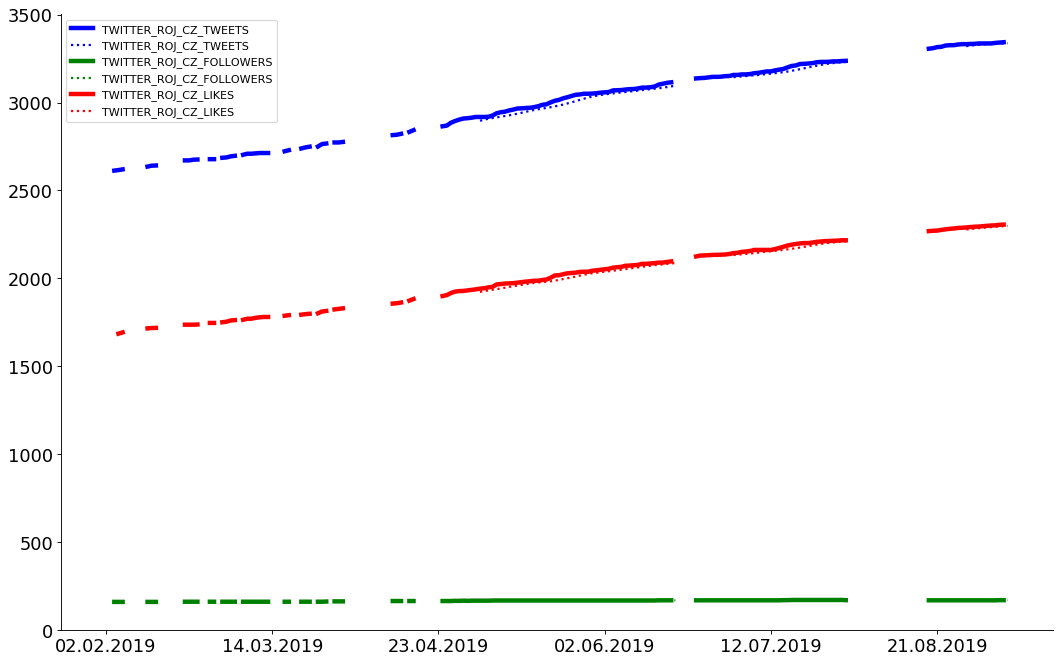 3500
TWITTER_ROJ_CZ_TWEETS
TWITTER_ROJ_CZ_TWEETS
TWITTER_ROJ_CZ_FOLLOWERS
TWITTER_ROJ_CZ_FOLLOWERS
TWITTER_ROJ_CZ_LIKES
TWITTER_ROJ_CZ_LIKES
3000
2500
2000
1500
1000
500
0
02.02.2019 14.03.2019 23.04.2019 02.06.2019 12.07.2019 21.08.2019